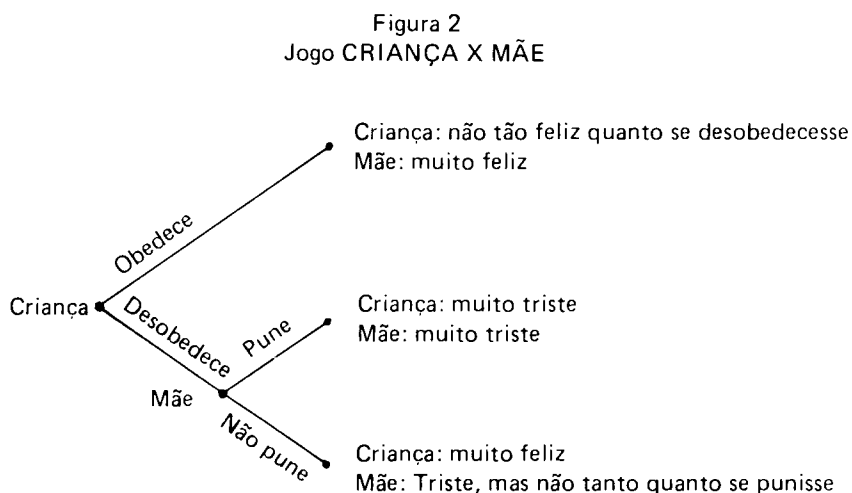 Figura 2
Jogo CRIANÇA X MÃE
Criança: não tão feliz quanto se desobedecesse
Mãe: muito feliz
Obedece
Criança
Desobedece
Pune
Criança: muito triste
Mãe: muito triste
Mãe
Não pune
Criança: muito feliz
Mãe: Triste, mas não tanto quanto se punisse